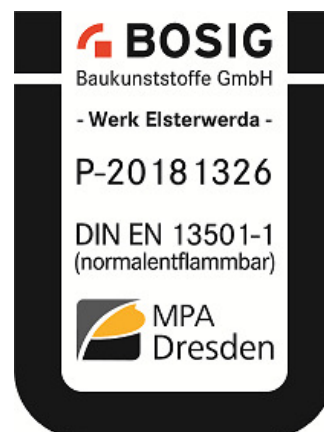 BOSIG
Baukunststoffe GmbH
- Werk Elsterwerda -
P-20181326
DIN EN 13501-1
(normalentflammbar)
MPA
Dresden